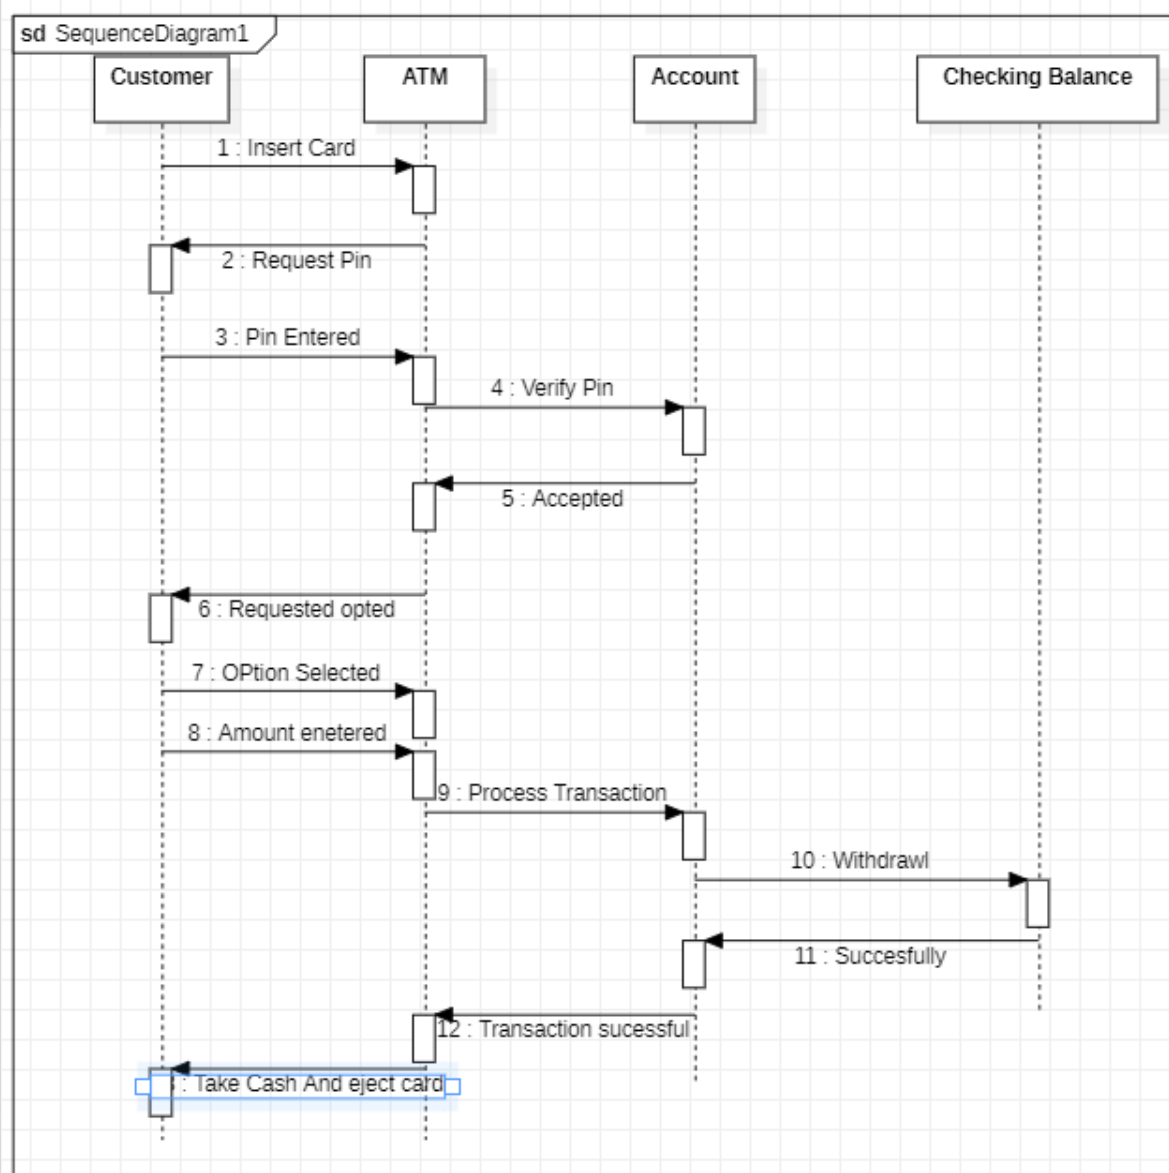 sd SequenceDiagram1
Customer
ATM
Account
Checking Balance
1 : Insert Card
2 : Request Pin
3 : Pin Entered
4 : Verify Pin
5 : Accepted
6 : Requested opted
7 : OPtion Selected
8 : Amount enetered
9 : Process Transaction
10 : Withdrawl
11 : Succesfully
12 : Transaction sucessful
: Take Cash And eject card